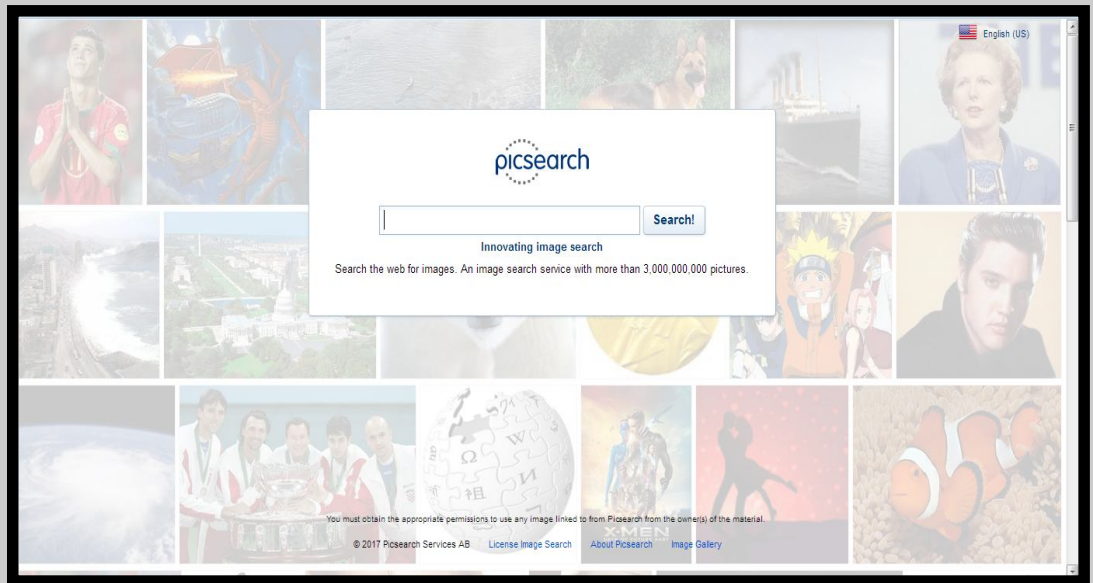 English (US)
picsearch
Search!
Innovating image search
Search the web for images. An image search service with more than 3,000,000,000 pictures.
W
Ω
И
祖
X-MEN
You must obtain the appropriate permissions to use any image linked to from Picsearch from the owner(s) of the material.
© 2017 Picsearch Services AB License Image Search About Picsearch Image Gallery